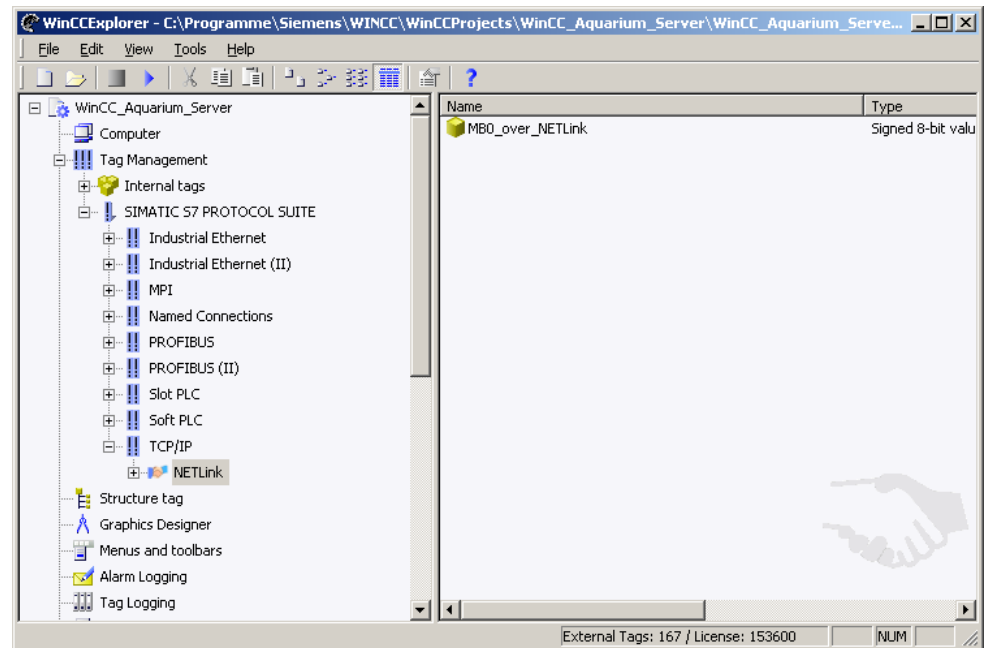 WinCCExplorer - C:\Programme\Siemens\WINCC\WinCCProjects\WinCC_Aquarium_Server\WinCC_Aquarium_Serve...
File Edit View Tools Help
WinCC_Aquarium_Server
Computer
Tag Management
Internal tags
SIMATIC S7 PROTOCOL SUITE
Industrial Ethernet
Industrial Ethernet (II)
MPI
Named Connections
PROFIBUS
PROFIBUS (II)
Slot PLC
Soft PLC
TCP/IP
NETLink
Structure tag
Graphics Designer
Menus and toolbars
Alarm Logging
Tag Logging
Name Type
MB0_over_NETLink Signed 8-bit valu
External Tags: 167 / License: 153600 NUM